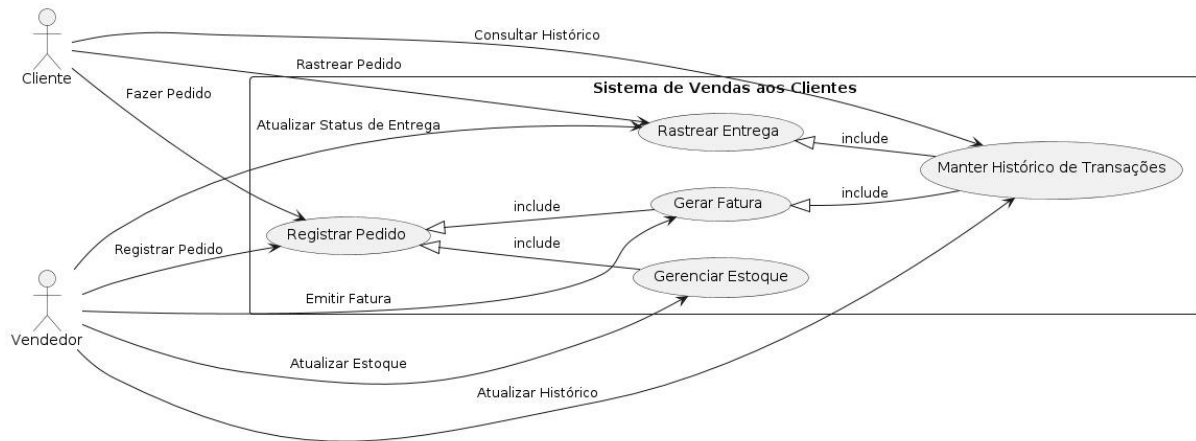 Consultar Histórico
Rastrear Pedido
Cliente
Sistema de Vendas aos Clientes
Fazer Pedido
Atualizar Status de Entrega
Rastrear Entrega
include
Manter Histórico de Transações
include
Gerar Fatura
include
Registrar Pedido
include
Registrar Pedido
Gerenciar Estoque
Emitir Fatura
Vendedor
Atualizar Estoque
Atualizar Histórico